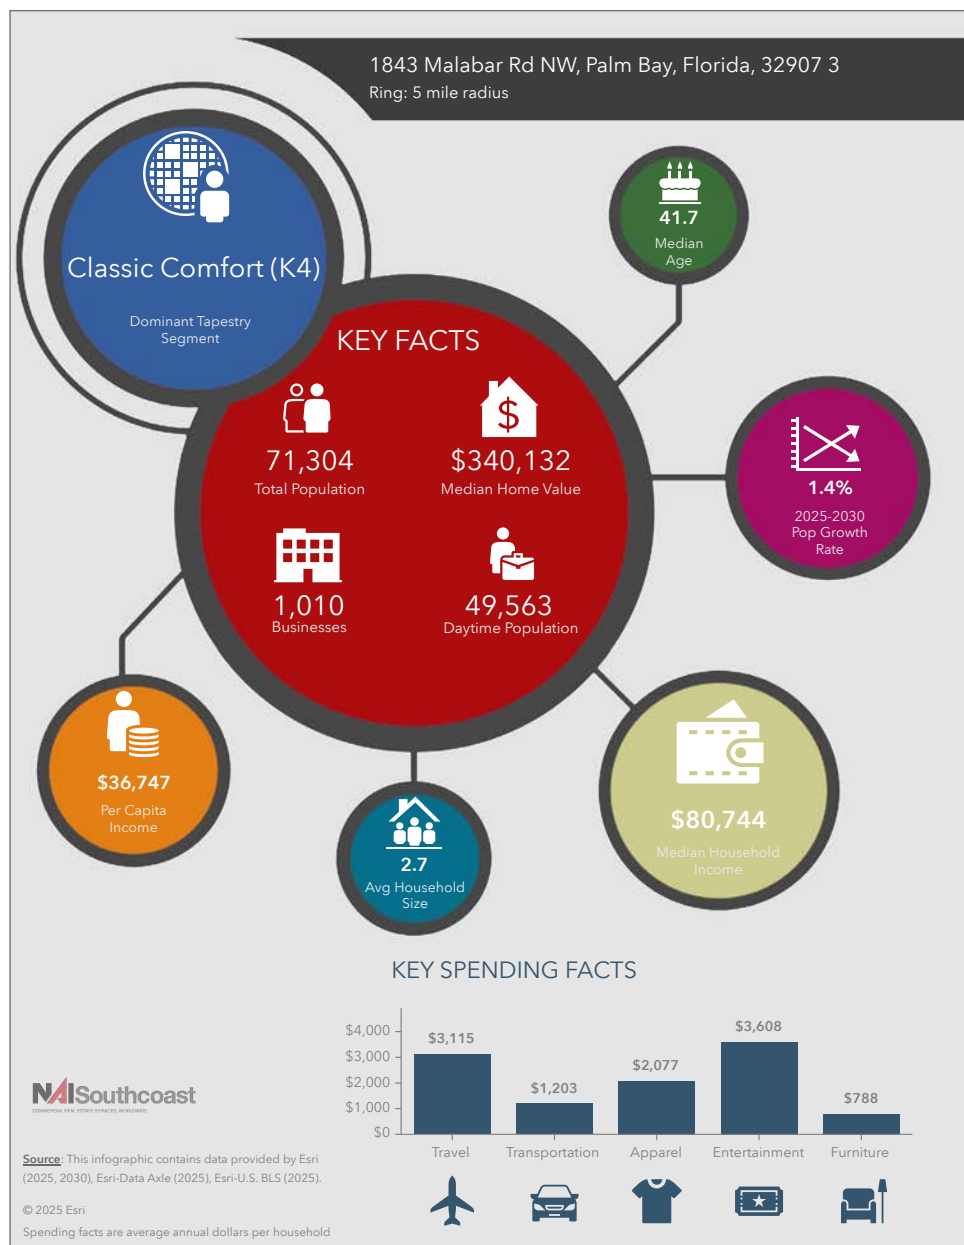 1843 Malabar Rd NW, Palm Bay, Florida, 32907 3
Ring: 5 mile radius
Classic Comfort (K4)
Dominant Tapestry
Segment
41.7
Median
Age
KEY FACTS
71,304
Total Population
$340,132
Median Home Value
1,010
Businesses
49,563
Daytime Population
1.4%
2025-2030
Pop Growth
Rate
$36,747
Per Capita
Income
2.7
Avg Household
Size
$80,744
Median Household
Income
KEY SPENDING FACTS
$4,000
$3,000
$2,000
$1,000
$0
$3,115
$1,203
$2,077
$3,608
$788
Travel
Transportation
Apparel
Entertainment
Furniture
NAISouthcoast
COMMERCIAL REAL ESTATE SERVICES, WORLDWIDE
Source: This infographic contains data provided by Esri
(2025, 2030), Esri-Data Axle (2025), Esri-U.S. BLS (2025).
© 2025 Esri
Spending facts are average annual dollars per household